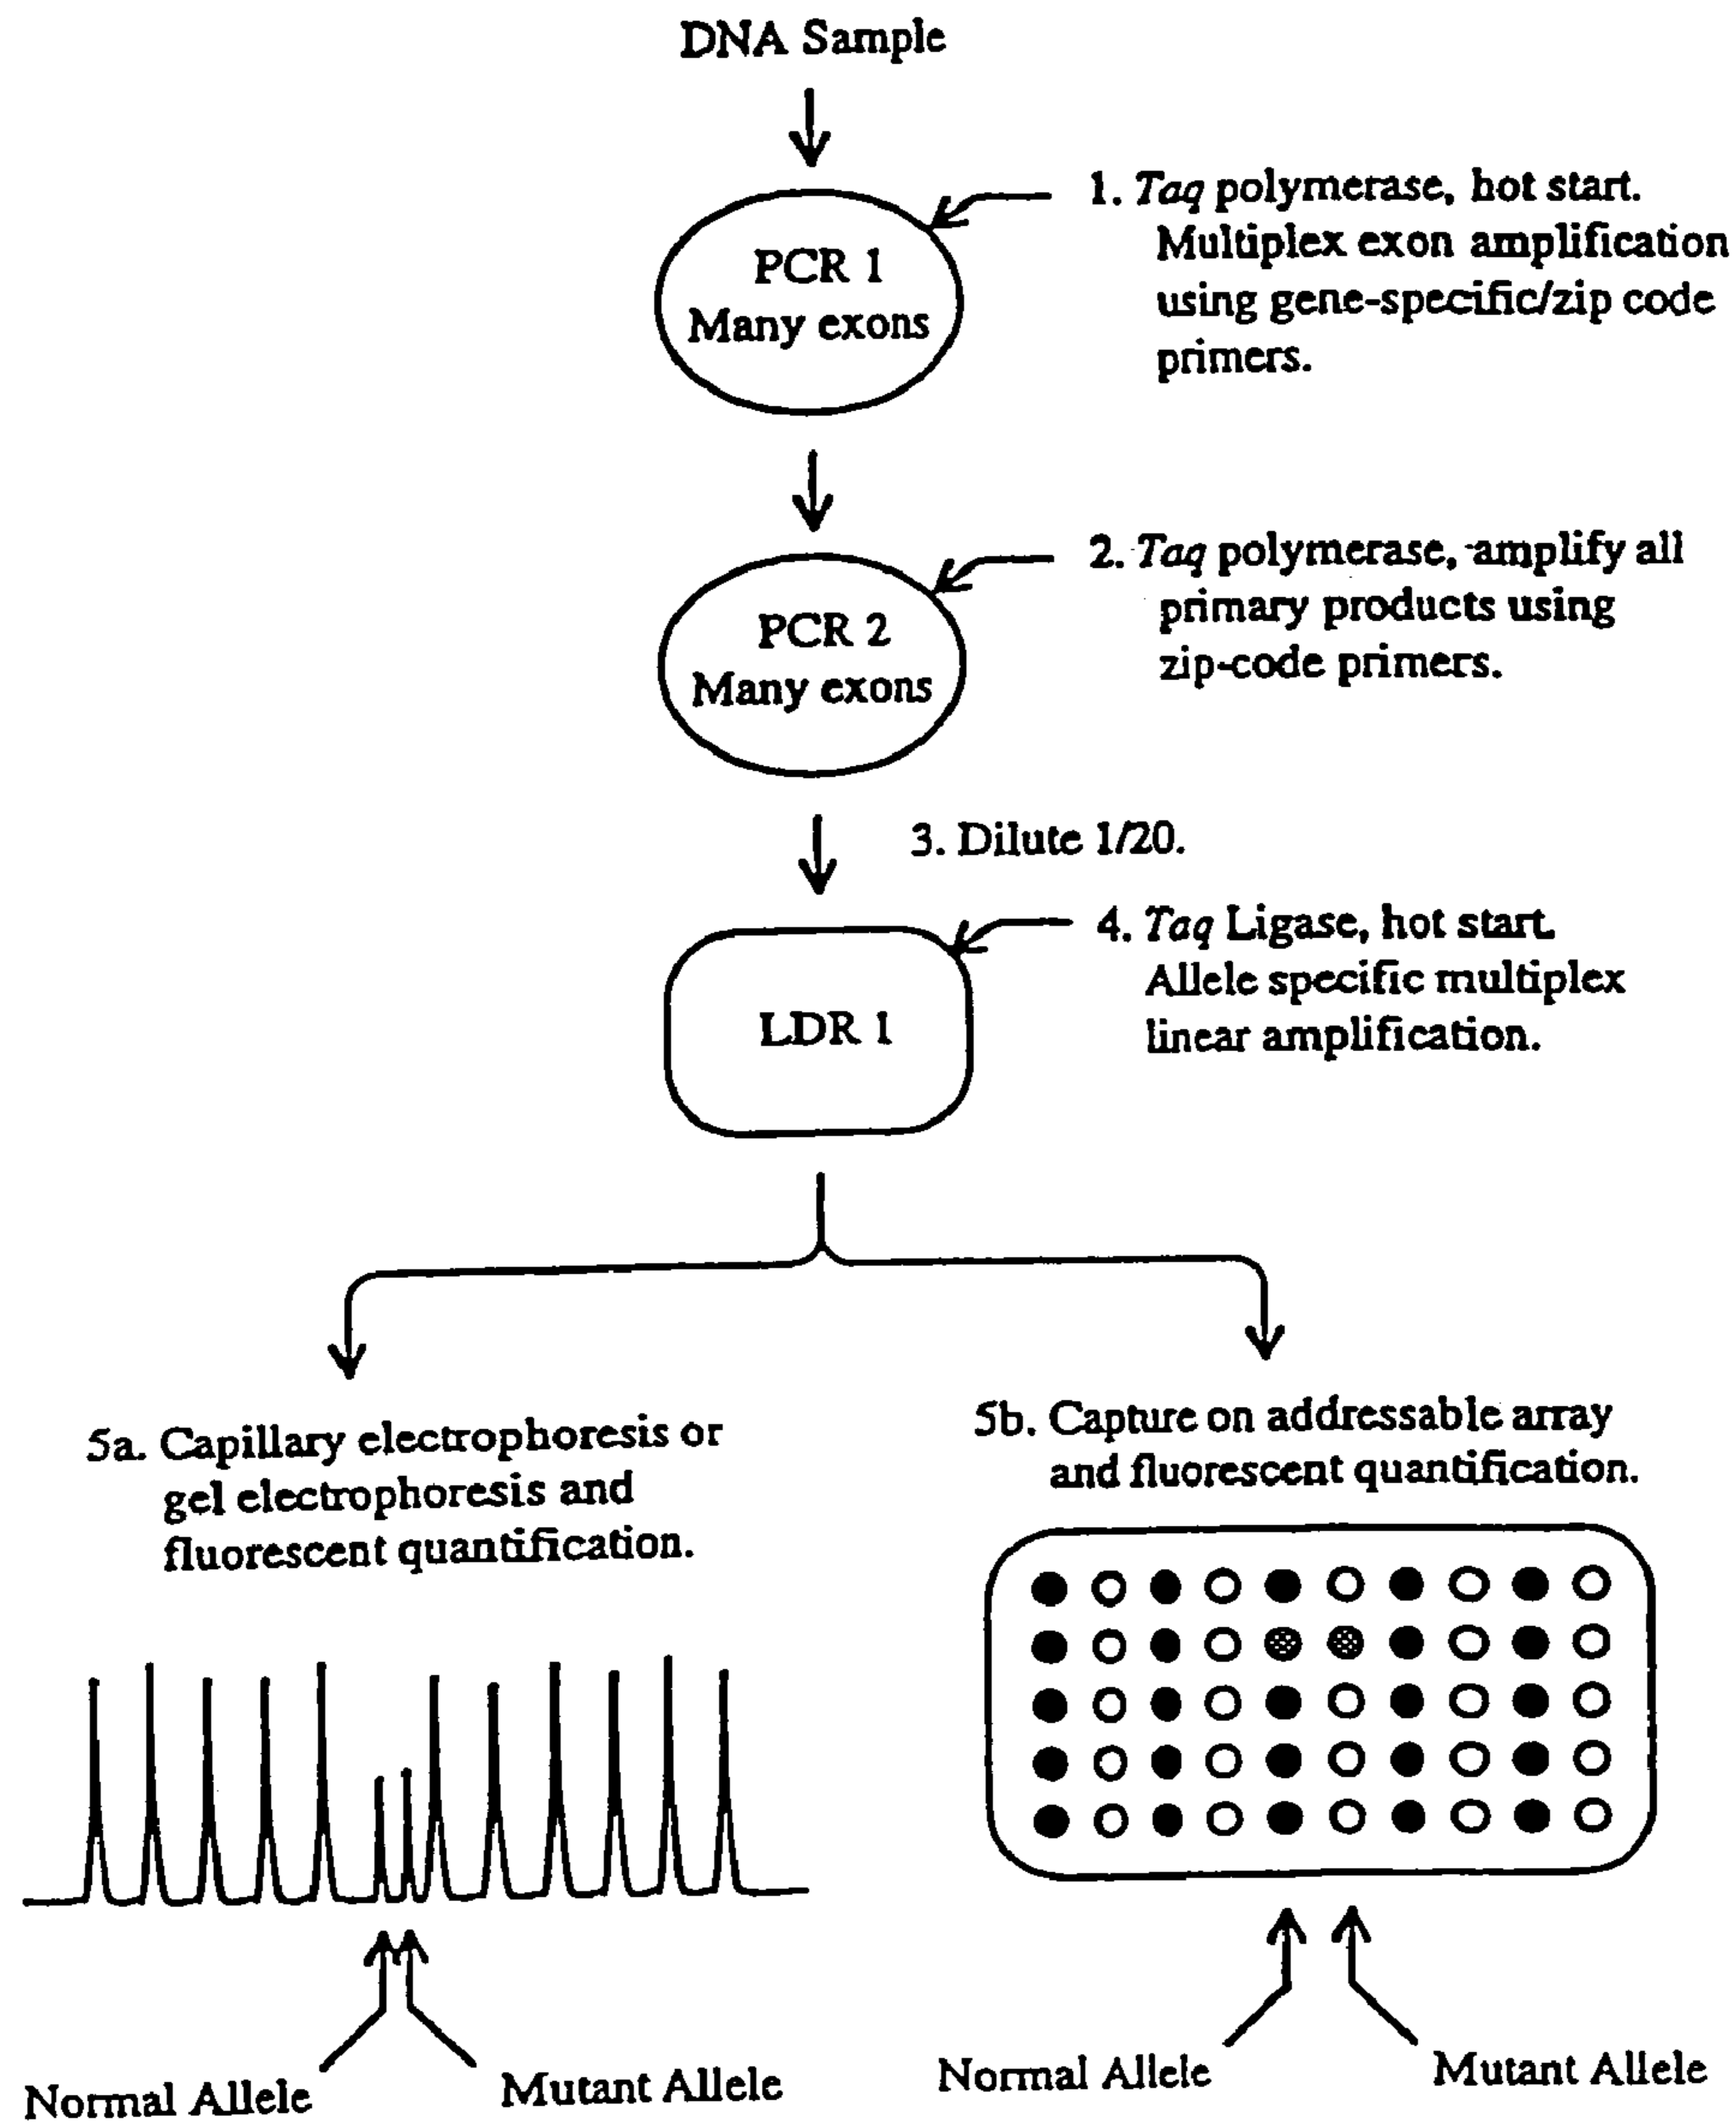 DNA Sample
1. Taq polymerase, hot start.
Multiplex exon amplification
using gene-specific/zip code
primers.
PCR 1
Many exons
2. Taq polymerase, amplify all
primary products using
zip-code primers.
PCR 2
Many exons
3. Dilute 1/20.
4. Taq Ligase, hot start.
Allele specific multiplex
linear amplification.
LDR 1
5a. Capillary electrophoresis or
gel electrophoresis and
fluorescent quantification.
5b. Capture on addressable array
and fluorescent quantification.
Normal Allele
Mutant Allele
Normal Allele
Mutant Allele